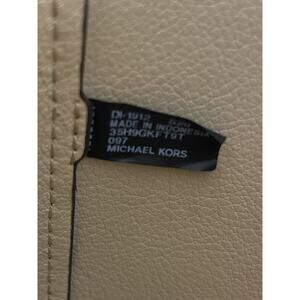 DI-1912
MADE IN INDONESIA
35H9GKFT9T
097
MICHAEL KORS